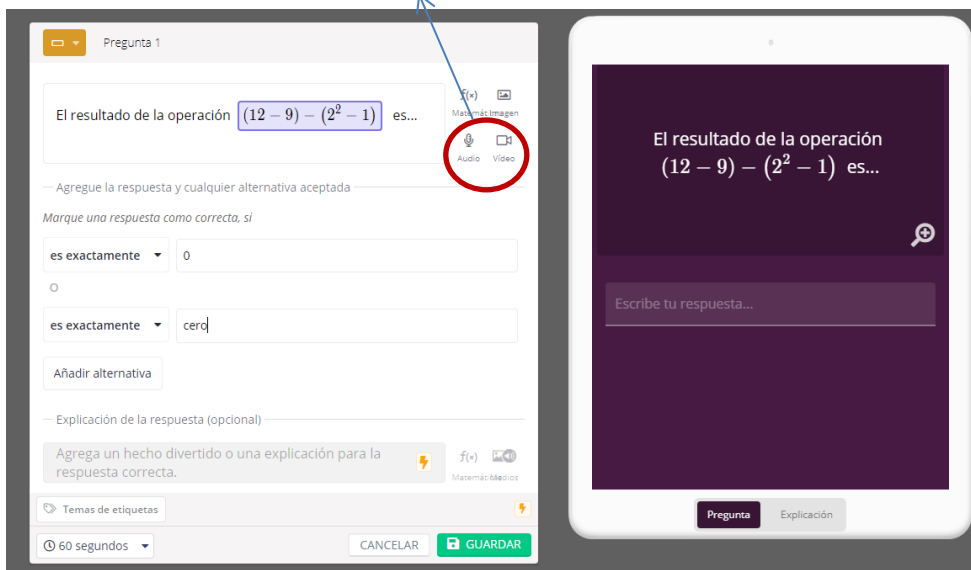 Pregunta 1
El resultado de la operación (12 − 9) − (2² − 1) es...
f(×)
Matemát Imagen
Audio Vídeo
Agregue la respuesta y cualquier alternativa aceptada
Marque una respuesta como correcta, si
es exactamente 0
O
es exactamente cero
Añadir alternativa
Explicación de la respuesta (opcional)
Agrega un hecho divertido o una explicación para la
respuesta correcta.
f(×)
Matemát Medios
Temas de etiquetas
60 segundos CANCELAR GUARDAR
El resultado de la operación
(12 − 9) − (2² − 1) es...
Escribe tu respuesta...
Pregunta Explicación